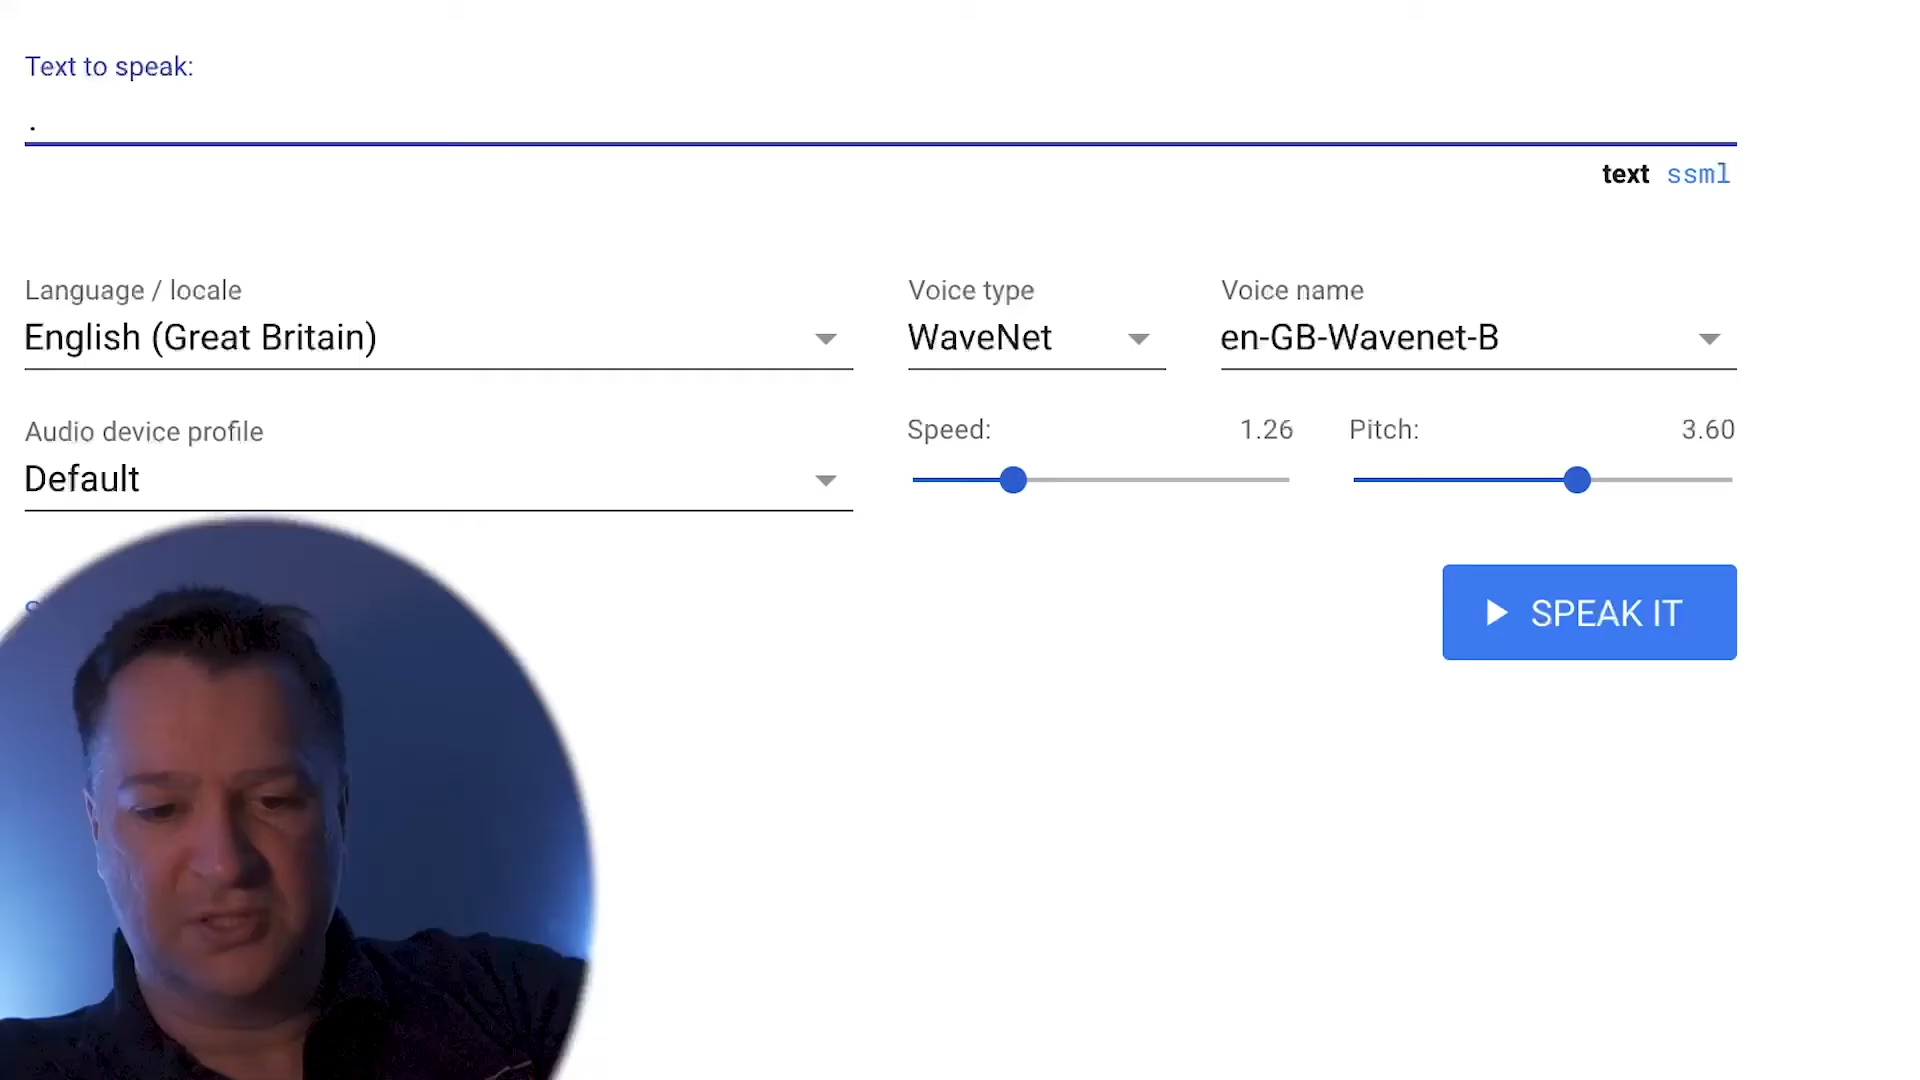 Text to speak:
.
text ssml
Language / locale
English (Great Britain)
Voice type
WaveNet
Voice name
en-GB-Wavenet-B
Audio device profile
Default
Speed: 1.26
Pitch: 3.60
SPEAK IT